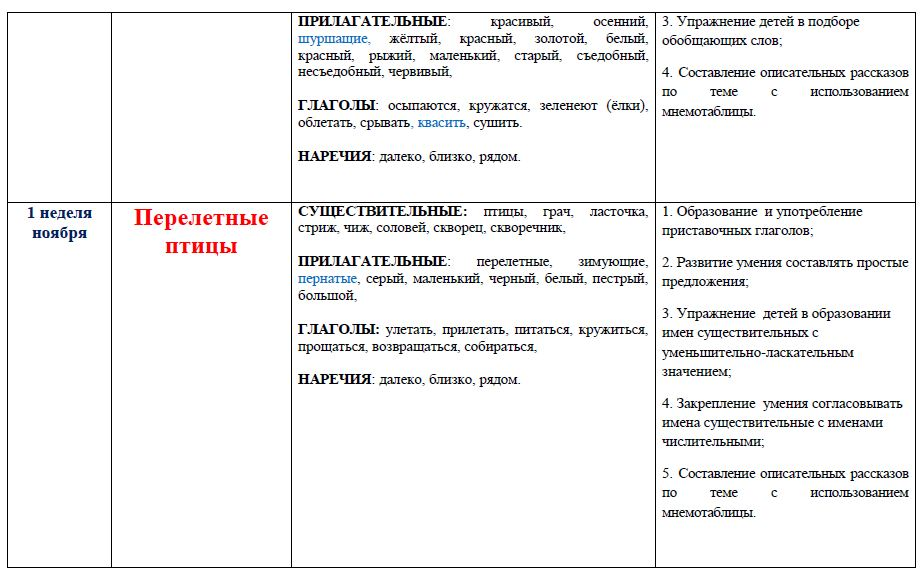 ПРИЛАГАТЕЛЬНЫЕ: красивый, осенний,
шуршащие, жёлтый, красный, золотой, белый,
красный, рыжий, маленький, старый, съедобный,
несъедобный, червивый,
ГЛАГОЛЫ: осыпаются, кружатся, зеленеют (ёлки),
облетать, срывать, квасить, сушить.
НАРЕЧИЯ: далеко, близко, рядом.
3. Упражнение детей в подборе
обобщающих слов;
4. Составление описательных рассказов
по теме с использованием
мнемотаблицы.
1 неделя
ноября
Перелетные
птицы
СУЩЕСТВИТЕЛЬНЫЕ: птицы, грач, ласточка,
стриж, чиж, соловей, скворец, скворечник,
ПРИЛАГАТЕЛЬНЫЕ: перелетные, зимующие,
пернатые, серый, маленький, черный, белый, пестрый,
большой,
ГЛАГОЛЫ: улетать, прилетать, питаться, кружиться,
прощаться, возвращаться, собираться,
НАРЕЧИЯ: далеко, близко, рядом.
1. Образование и употребление
приставочных глаголов;
2. Развитие умения составлять простые
предложения;
3. Упражнение детей в образовании
имен существительных с
уменьшительно-ласкательным
значением;
4. Закрепление умения согласовывать
имена существительные с именами
числительными;
5. Составление описательных рассказов
по теме с использованием
мнемотаблицы.